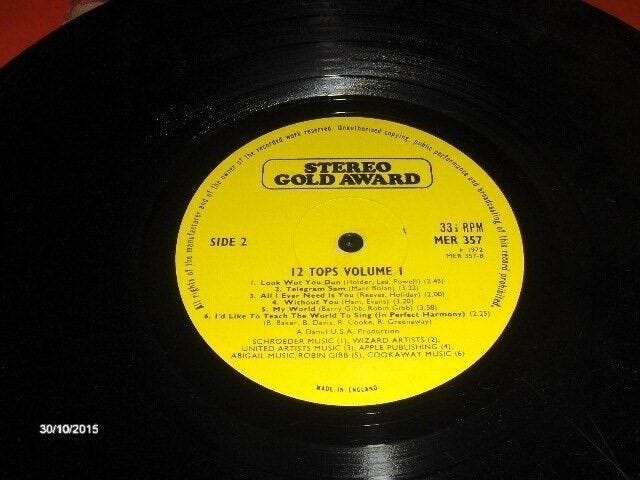 All rights of the manufacturer and of the owner of the recorded work reserved. Unauthorised copying, public performance and broadcasting of this record prohibited.
STEREO
GOLD AWARD
SIDE 2
33⅓ RPM
MER 357
P 1972
MER 357-B
12 TOPS VOLUME 1
1. Look Wot You Dun (Holder, Lea, Powell) (2.45)
2. Telegram Sam (Marc Bolan) (3.22)
3. All I Ever Need Is You (Reeves, Holiday) (2.00)
4. Without You (Ham, Evans) (3.20)
5. My World (Barry Gibb, Robin Gibb) (3.58)
6. I'd Like To Teach The World To Sing (In Perfect Harmony) (2.25)
(B. Baker, B. Davis, R. Cooke, R. Greenaway)
A Damil U.S.A. Production
SCHROEDER MUSIC (1), WIZARD ARTISTS (2),
UNITED ARTISTS MUSIC (3), APPLE PUBLISHING (4),
ABIGAIL MUSIC/ROBIN GIBB (5), COOKAWAY MUSIC (6)
MADE IN ENGLAND
30/10/2015